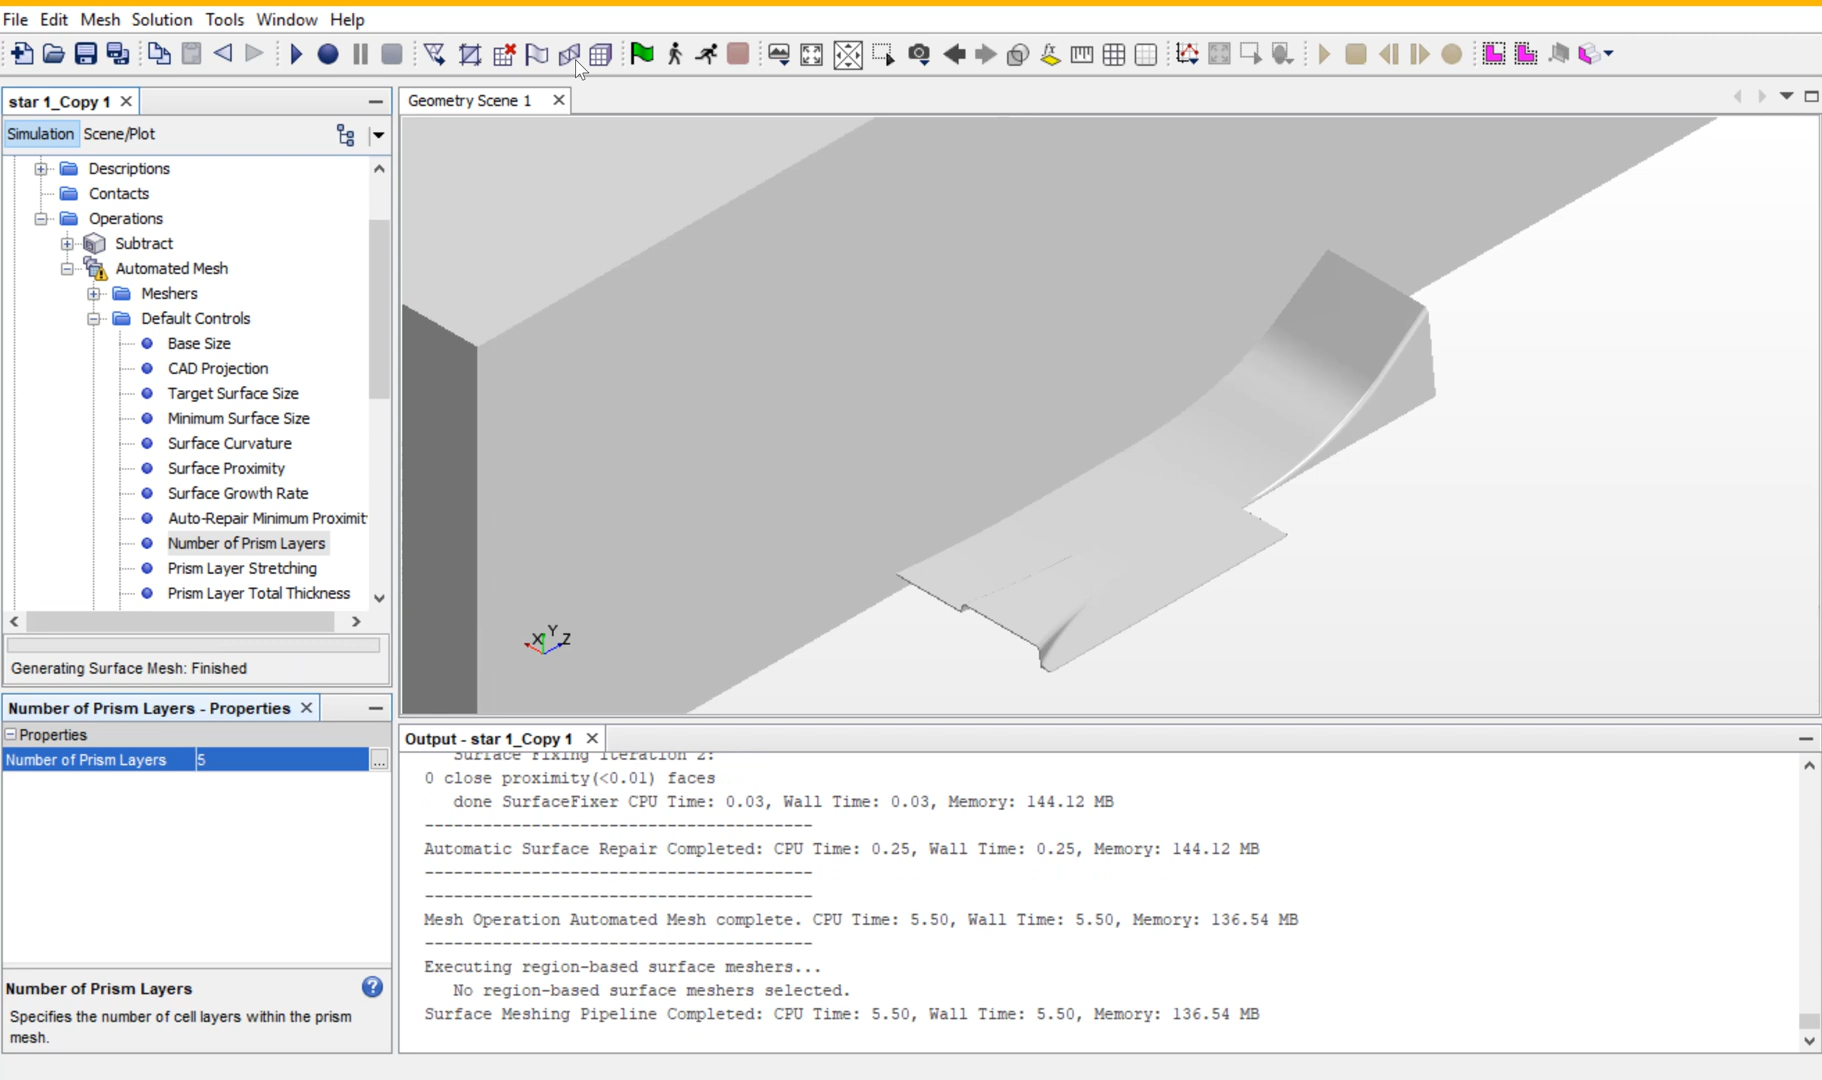 File Edit Mesh Solution Tools Window Help
star 1_Copy 1
Simulation Scene/Plot
Descriptions
Contacts
Operations
Subtract
Automated Mesh
Meshers
Default Controls
Base Size
CAD Projection
Target Surface Size
Minimum Surface Size
Surface Curvature
Surface Proximity
Surface Growth Rate
Auto-Repair Minimum Proximit
Number of Prism Layers
Prism Layer Stretching
Prism Layer Total Thickness
Generating Surface Mesh: Finished
Number of Prism Layers - Properties
Properties
Number of Prism Layers 5
...
Number of Prism Layers
Specifies the number of cell layers within the prism
mesh.
Geometry Scene 1
X Y Z
Output - star 1_Copy 1
Surface Fixing iteration 2:
0 close proximity(<0.01) faces
done SurfaceFixer CPU Time: 0.03, Wall Time: 0.03, Memory: 144.12 MB
----------------------------------------
Automatic Surface Repair Completed: CPU Time: 0.25, Wall Time: 0.25, Memory: 144.12 MB
----------------------------------------
----------------------------------------
Mesh Operation Automated Mesh complete. CPU Time: 5.50, Wall Time: 5.50, Memory: 136.54 MB
----------------------------------------
Executing region-based surface meshers...
No region-based surface meshers selected.
Surface Meshing Pipeline Completed: CPU Time: 5.50, Wall Time: 5.50, Memory: 136.54 MB